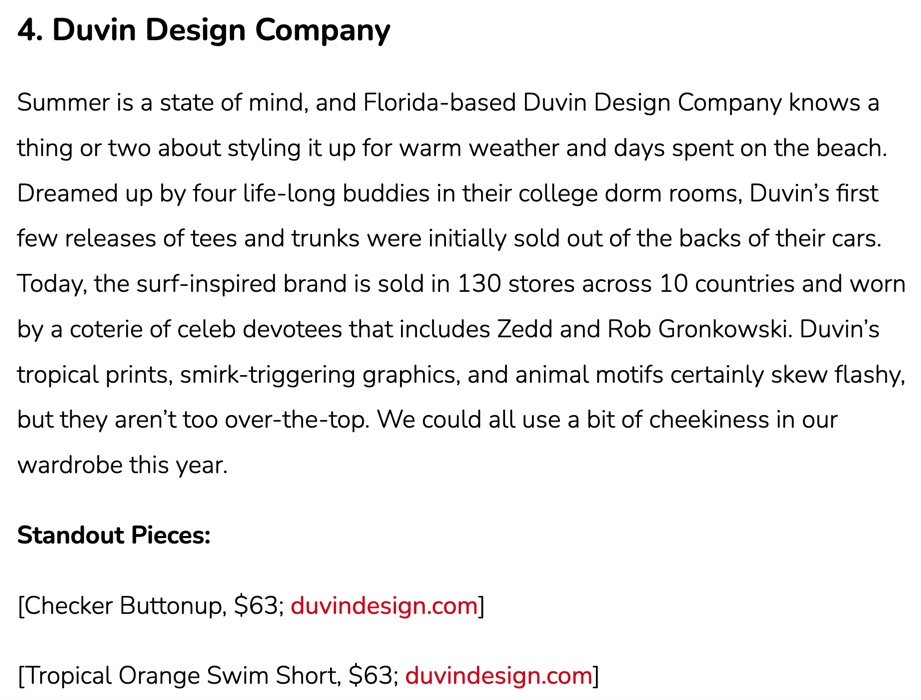 4. Duvin Design Company
Summer is a state of mind, and Florida-based Duvin Design Company knows a
thing or two about styling it up for warm weather and days spent on the beach.
Dreamed up by four life-long buddies in their college dorm rooms, Duvin’s first
few releases of tees and trunks were initially sold out of the backs of their cars.
Today, the surf-inspired brand is sold in 130 stores across 10 countries and worn
by a coterie of celeb devotees that includes Zedd and Rob Gronkowski. Duvin’s
tropical prints, smirk-triggering graphics, and animal motifs certainly skew flashy,
but they aren’t too over-the-top. We could all use a bit of cheekiness in our
wardrobe this year.
Standout Pieces:
[Checker Buttonup, $63; duvindesign.com]
[Tropical Orange Swim Short, $63; duvindesign.com]